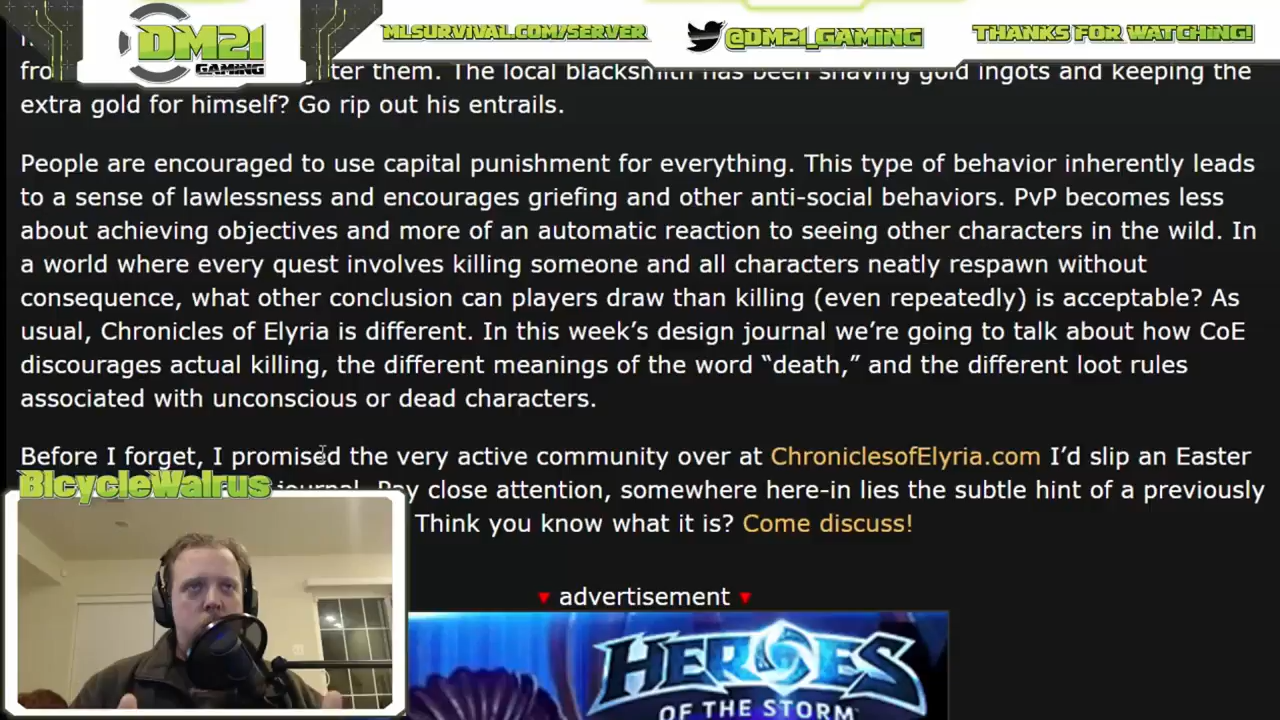 DM21
GAMING
MLSURVIVAL.COM/SERVER
@DM21_GAMING
THANKS FOR WATCHING!
them. The local blacksmith has been shaving gold ingots and keeping the
extra gold for himself? Go rip out his entrails.
People are encouraged to use capital punishment for everything. This type of behavior inherently leads
to a sense of lawlessness and encourages griefing and other anti-social behaviors. PvP becomes less
about achieving objectives and more of an automatic reaction to seeing other characters in the wild. In
a world where every quest involves killing someone and all characters neatly respawn without
consequence, what other conclusion can players draw than killing (even repeatedly) is acceptable? As
usual, Chronicles of Elyria is different. In this week’s design journal we’re going to talk about how CoE
discourages actual killing, the different meanings of the word “death,” and the different loot rules
associated with unconscious or dead characters.
Before I forget, I promised the very active community over at ChroniclesofElyria.com I’d slip an Easter
BicycleWalrus
journal. Pay close attention, somewhere here-in lies the subtle hint of a previously
Think you know what it is? Come discuss!
advertisement
HEROES
OF THE STORM